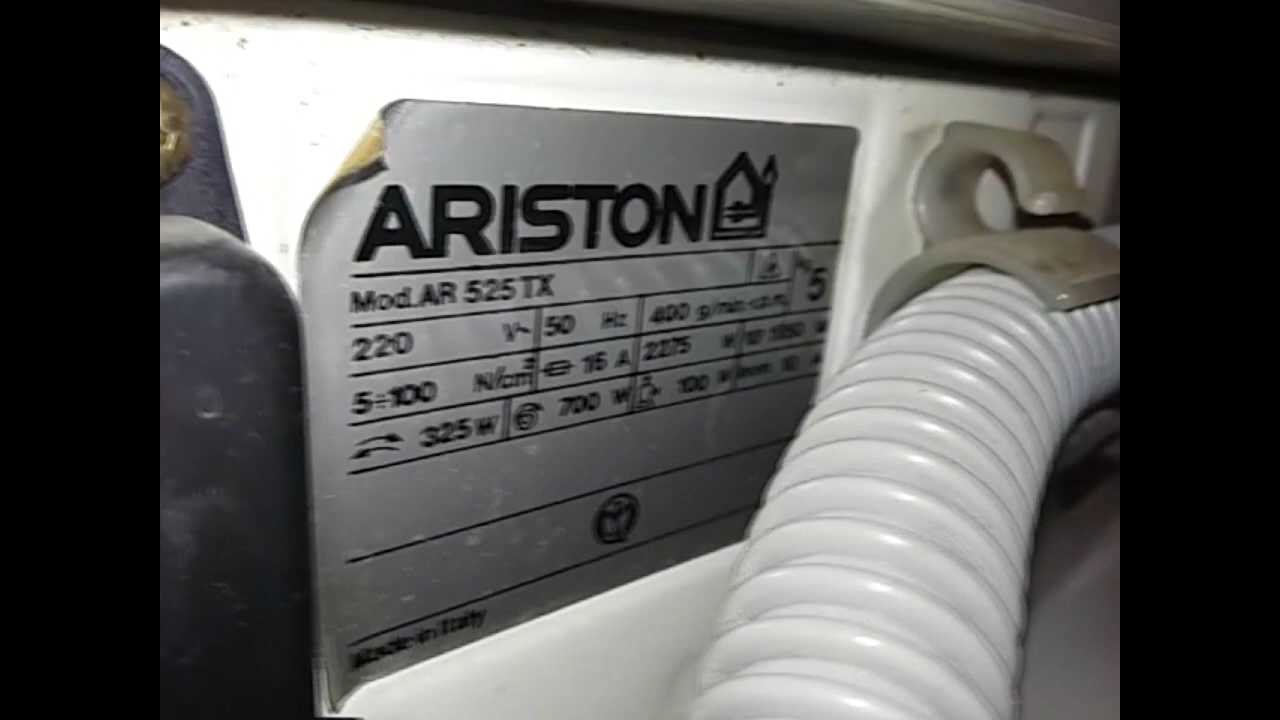 ARISTON
Mod. AR 525 TX
Kg 5
220 V~ 50 Hz 400 g/min
5÷100 N/cm² 16 A 2275 W
325 W 700 W 100 W
Made in Italy